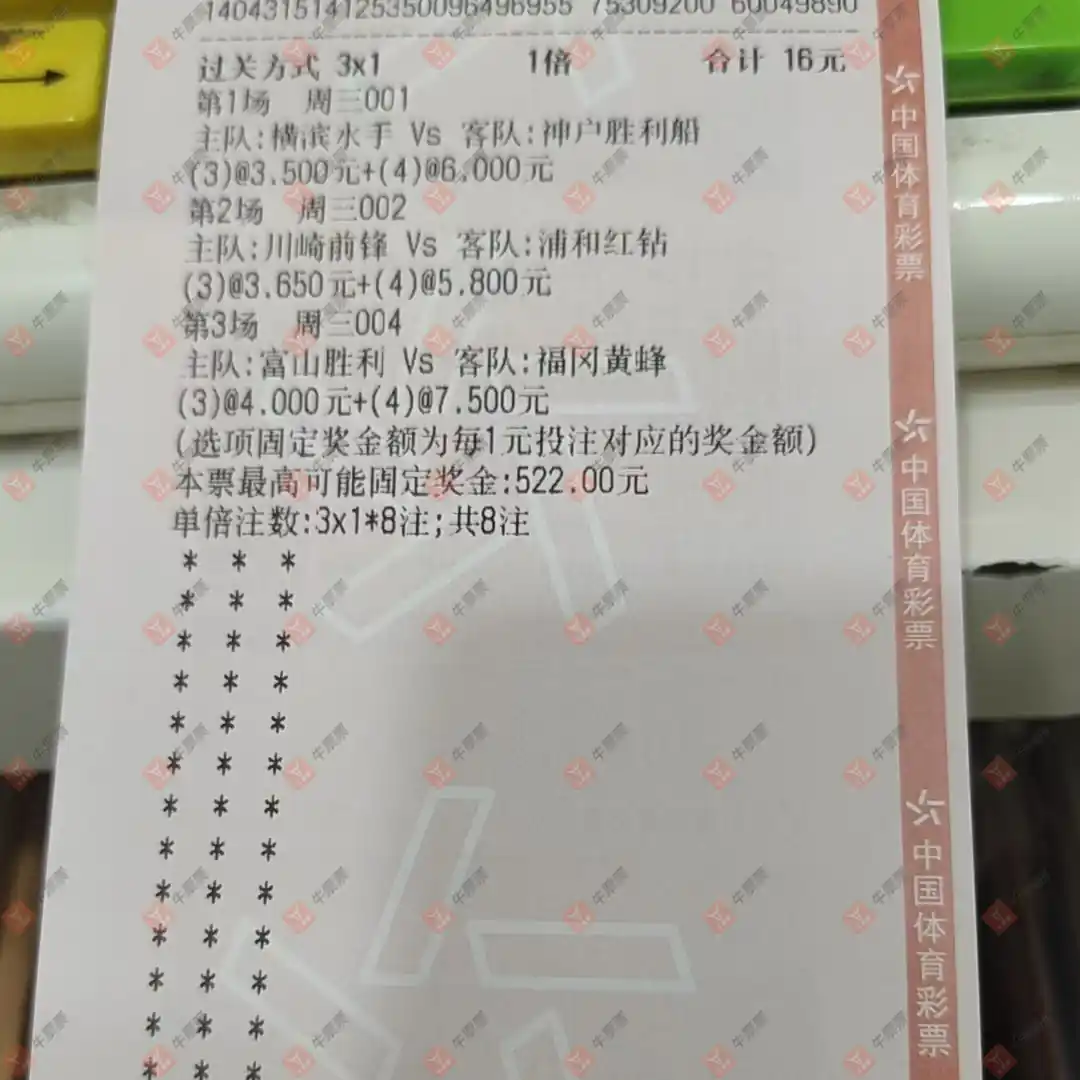 140431514125350096496955 75309200 60049890
过关方式 3x1 1倍 合计 16元
第1场 周三001
主队:横滨水手 Vs 客队:神户胜利船
(3)@3.500元+(4)@6.000元
第2场 周三002
主队:川崎前锋 Vs 客队:浦和红钻
(3)@3.650元+(4)@5.800元
第3场 周三004
主队:富山胜利 Vs 客队:福冈黄蜂
(3)@4.000元+(4)@7.500元
(选项固定奖金额为每1元投注对应的奖金额)
本票最高可能固定奖金:522.00元
单倍注数:3x1*8注;共8注
中国体育彩票
中国体育彩票
中国体育彩票
牛票票